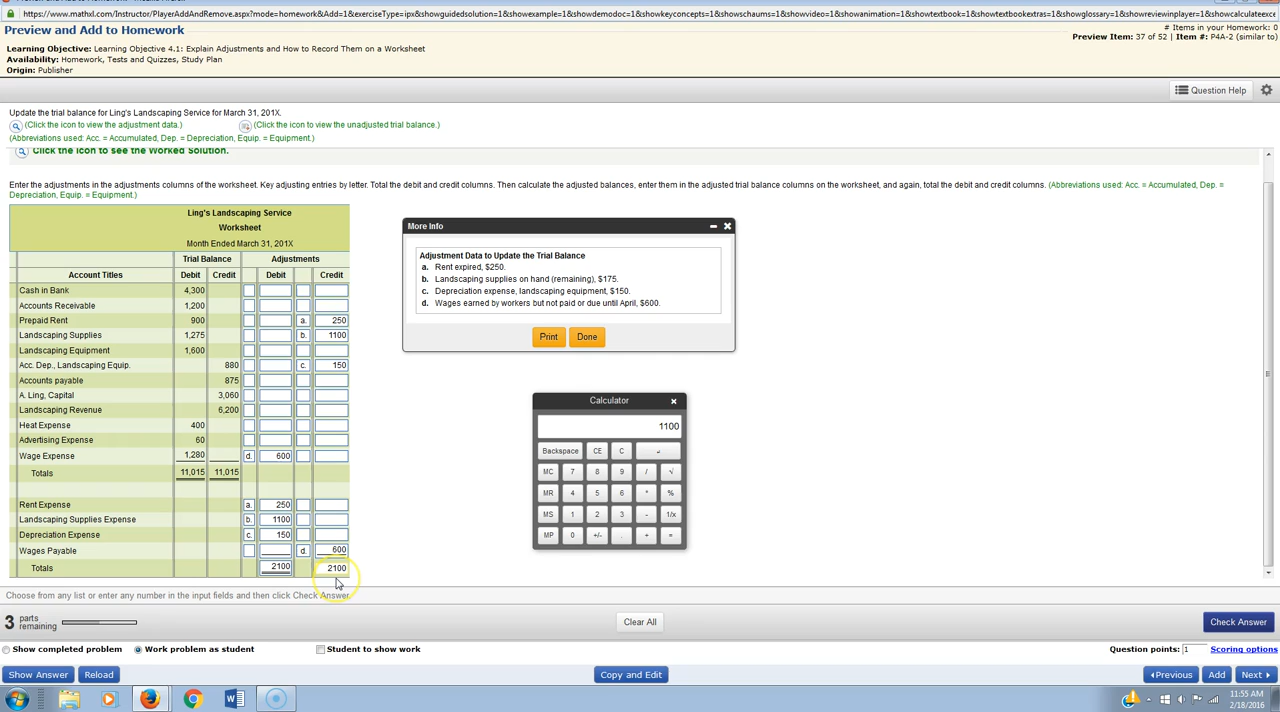 https://www.mathxl.com/Instructor/PlayerAddAndRemove.aspx?mode=homework&Add=1&exerciseType=ipx&showguidedsolution=1&showexample=1&showdemodoc=1&showkeyconcepts=1&showschaums=1&showvideo=1&showanimation=1&showtextbook=1&showtextbookextras=1&showglossary=1&showreviewinplayer=1&showcalculateexce
Preview and Add to Homework
# Items in your Homework: 0
Preview Item: 37 of 52 | Item #: P4A-2 (similar to)
Learning Objective: Learning Objective 4.1: Explain Adjustments and How to Record Them on a Worksheet
Availability: Homework, Tests and Quizzes, Study Plan
Origin: Publisher
Question Help
Update the trial balance for Ling's Landscaping Service for March 31, 201X.
(Click the icon to view the adjustment data.) (Click the icon to view the unadjusted trial balance.)
(Abbreviations used: Acc. = Accumulated, Dep. = Depreciation, Equip. = Equipment.)
Click the icon to see the Worked Solution.
Enter the adjustments in the adjustments columns of the worksheet. Key adjusting entries by letter. Total the debit and credit columns. Then calculate the adjusted balances, enter them in the adjusted trial balance columns on the worksheet, and again, total the debit and credit columns. (Abbreviations used: Acc. = Accumulated, Dep. =
Depreciation, Equip. = Equipment.)
Ling's Landscaping Service
Worksheet
Month Ended March 31, 201X
Trial Balance Adjustments
Account Titles Debit Credit Debit Credit
Cash in Bank 4,300
Accounts Receivable 1,200
Prepaid Rent 900 a. 250
Landscaping Supplies 1,275 b. 1100
Landscaping Equipment 1,600
Acc. Dep., Landscaping Equip. 880 c. 150
Accounts payable 875
A. Ling, Capital 3,060
Landscaping Revenue 6,200
Heat Expense 400
Advertising Expense 60
Wage Expense 1,280 d. 600
Totals 11,015 11,015
Rent Expense a. 250
Landscaping Supplies Expense b. 1100
Depreciation Expense c. 150
Wages Payable d. 600
Totals 2100 2100
More Info
Adjustment Data to Update the Trial Balance
a. Rent expired, $250.
b. Landscaping supplies on hand (remaining), $175.
c. Depreciation expense, landscaping equipment, $150.
d. Wages earned by workers but not paid or due until April, $600.
Print Done
Calculator
1100
Backspace CE C
MC 7 8 9 / √
MR 4 5 6 * %
MS 1 2 3 - 1/x
MP 0 +/- . + =
Choose from any list or enter any number in the input fields and then click Check Answer.
3 parts remaining
Clear All
Check Answer
Show completed problem Work problem as student Student to show work
Question points: 1 Scoring options
Show Answer Reload Copy and Edit Previous Add Next
11:55 AM
2/18/2016